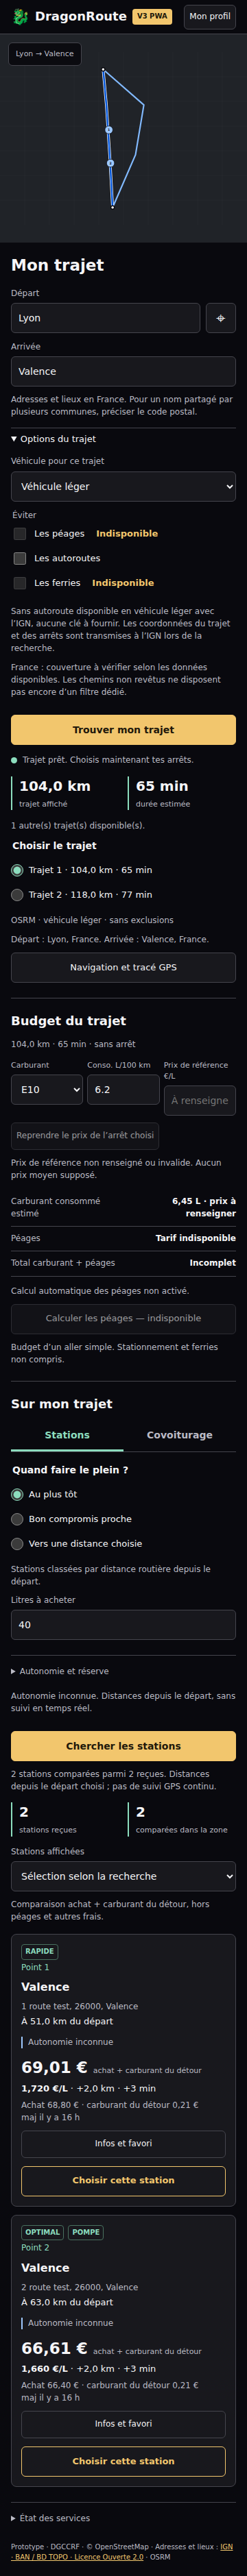 DragonRoute
V3 PWA
Mon profil
Lyon → Valence
Mon trajet
Départ
Lyon
Arrivée
Valence
Adresses et lieux en France. Pour un nom partagé par
plusieurs communes, préciser le code postal.
▼ Options du trajet
Véhicule pour ce trajet
Véhicule léger
Éviter
Les péages Indisponible
Les autoroutes
Les ferries Indisponible
Sans autoroute disponible en véhicule léger avec
l’IGN, aucune clé à fournir. Les coordonnées du trajet
et des arrêts sont transmises à l’IGN lors de la
recherche.
France : couverture à vérifier selon les données
disponibles. Les chemins non revêtus ne disposent
pas encore d’un filtre dédié.
Trouver mon trajet
Trajet prêt. Choisis maintenant tes arrêts.
104,0 km
trajet affiché
65 min
durée estimée
1 autre(s) trajet(s) disponible(s).
Choisir le trajet
Trajet 1 · 104,0 km · 65 min
Trajet 2 · 118,0 km · 77 min
OSRM · véhicule léger · sans exclusions
Départ : Lyon, France. Arrivée : Valence, France.
Navigation et tracé GPS
Budget du trajet
104,0 km · 65 min · sans arrêt
Carburant
E10
Conso. L/100 km
6.2
Prix de référence
€/L
À renseigne
Reprendre le prix de l’arrêt choisi
Prix de référence non renseigné ou invalide. Aucun
prix moyen supposé.
Carburant consommé
estimé
6,45 L · prix à
renseigner
Péages
Tarif indisponible
Total carburant + péages
Incomplet
Calcul automatique des péages non activé.
Calculer les péages — indisponible
Budget d’un aller simple. Stationnement et ferries
non compris.
Sur mon trajet
Stations
Covoiturage
Quand faire le plein ?
Au plus tôt
Bon compromis proche
Vers une distance choisie
Stations classées par distance routière depuis le
départ.
Litres à acheter
40
▶ Autonomie et réserve
Autonomie inconnue. Distances depuis le départ, sans
suivi en temps réel.
Chercher les stations
2 stations comparées parmi 2 reçues. Distances
depuis le départ choisi ; pas de suivi GPS continu.
2
stations reçues
2
comparées dans la zone
Stations affichées
Sélection selon la recherche
Comparaison achat + carburant du détour, hors
péages et autres frais.
RAPIDE
Point 1
Valence
1 route test, 26000, Valence
À 51,0 km du départ
Autonomie inconnue
69,01 € achat + carburant du détour
1,720 €/L · +2,0 km · +3 min
Achat 68,80 € · carburant du détour 0,21 €
maj il y a 16 h
Infos et favori
Choisir cette station
OPTIMAL POMPE
Point 2
Valence
2 route test, 26000, Valence
À 63,0 km du départ
Autonomie inconnue
66,61 € achat + carburant du détour
1,660 €/L · +2,0 km · +3 min
Achat 66,40 € · carburant du détour 0,21 €
maj il y a 16 h
Infos et favori
Choisir cette station
▶ État des services
Prototype · DGCCRF · © OpenStreetMap · Adresses et lieux : IGN
· BAN / BD TOPO · Licence Ouverte 2.0 · OSRM